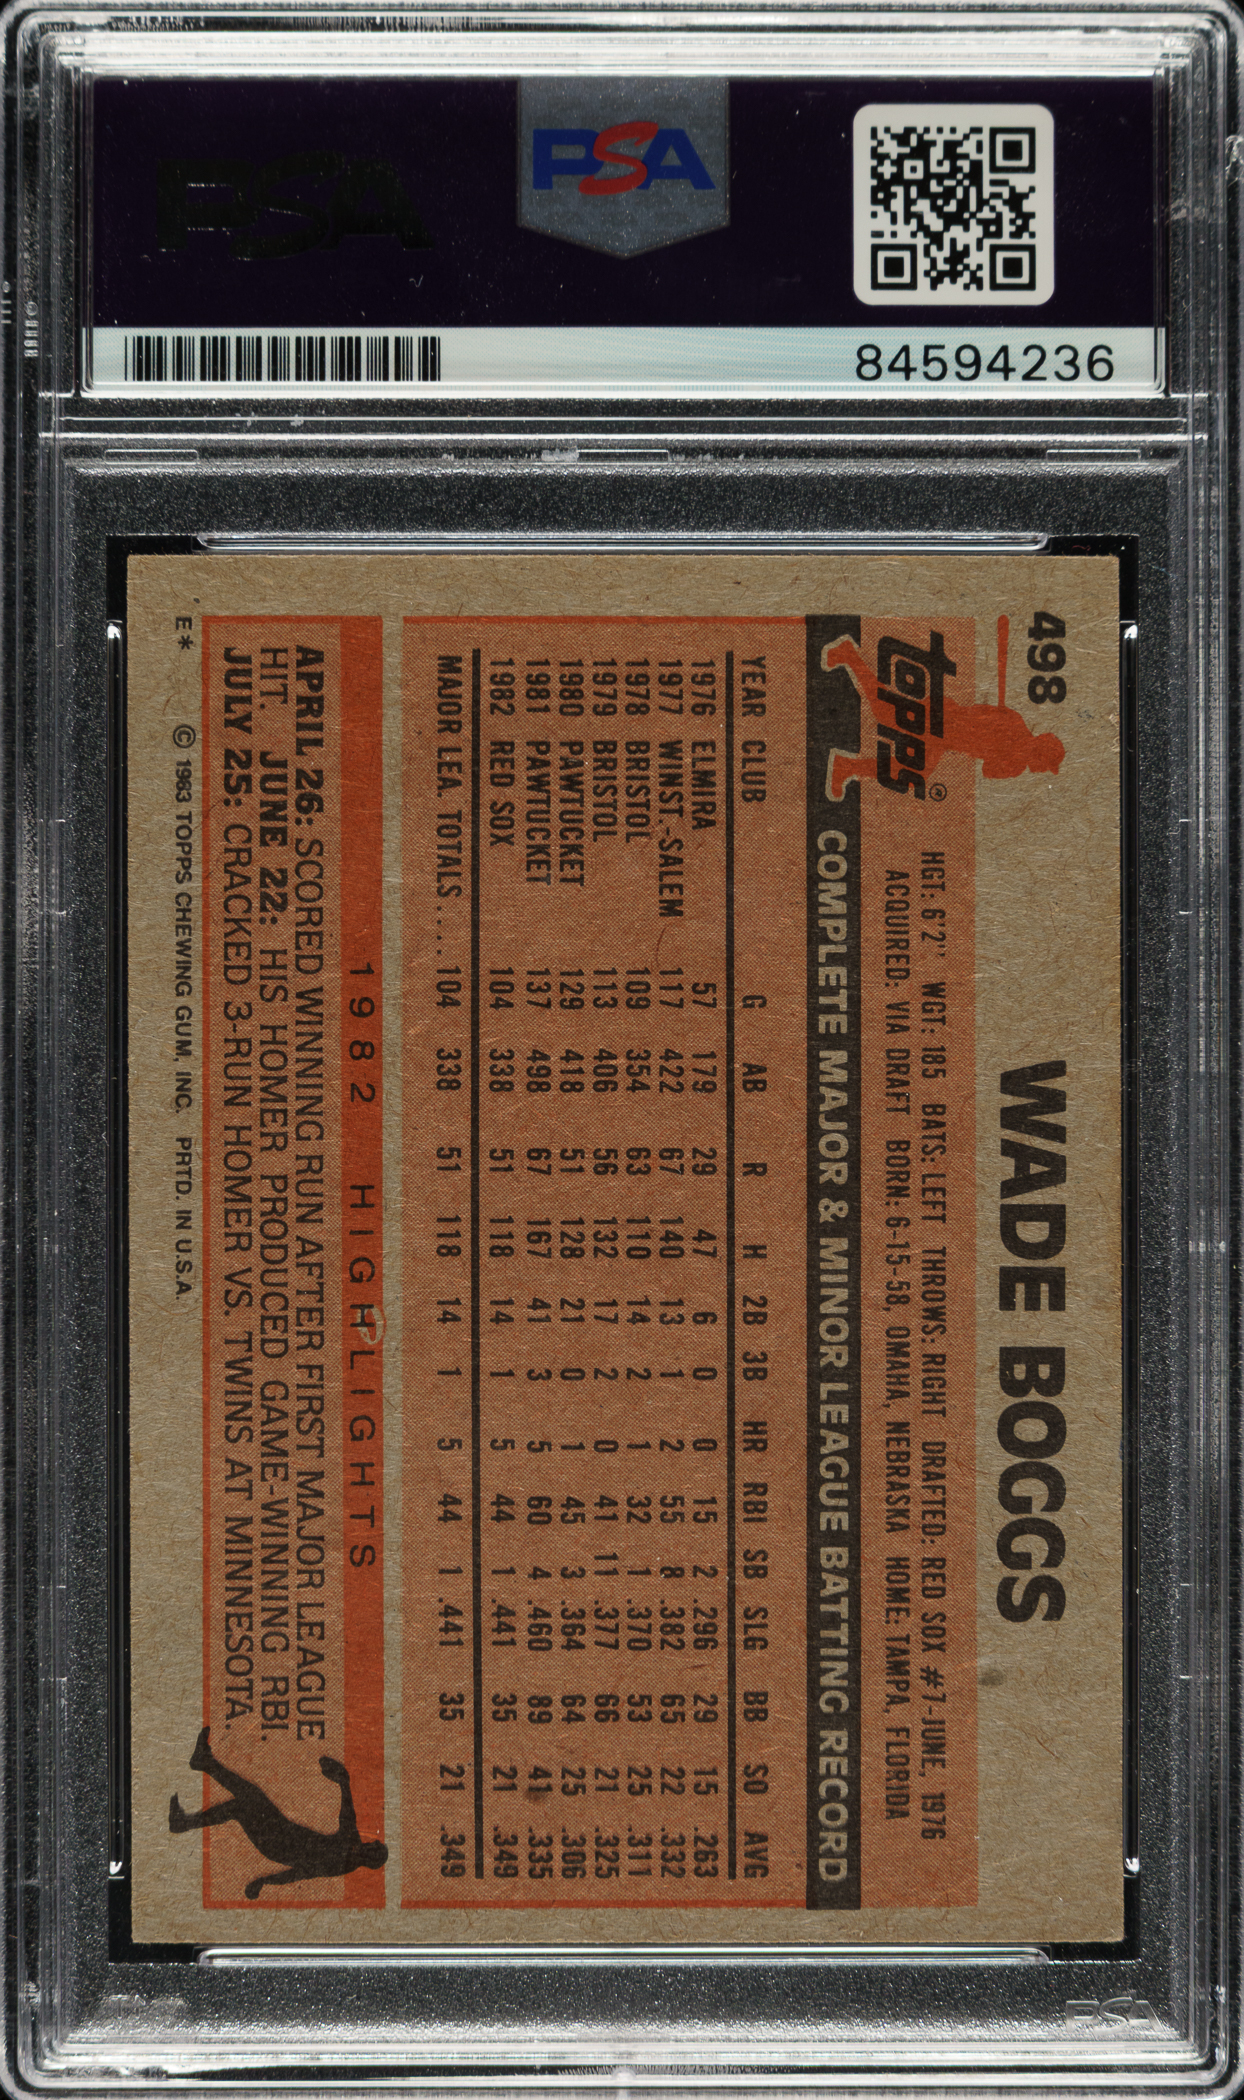 PSA
PSA
84594236
498
WADE BOGGS
TOPPS
HGT: 6'2" WGT: 185 BATS: LEFT THROWS: RIGHT DRAFTED: RED SOX #7-JUNE, 1976
ACQUIRED: VIA DRAFT BORN: 6-15-58, OMAHA, NEBRASKA HOME: TAMPA, FLORIDA
COMPLETE MAJOR & MINOR LEAGUE BATTING RECORD
YEAR CLUB G AB R H 2B 3B HR RBI SB SLG BB SO AVG
1976 ELMIRA 57 179 29 47 6 0 0 15 2 .296 29 15 .263
1977 WINST.-SALEM 117 422 67 140 13 1 2 55 8 .382 65 22 .332
1978 BRISTOL 109 354 63 110 14 2 1 32 1 .370 53 25 .311
1979 BRISTOL 113 406 56 132 17 2 0 41 11 .377 66 21 .325
1980 PAWTUCKET 129 418 51 128 21 0 1 45 3 .364 64 25 .306
1981 PAWTUCKET 137 498 67 167 41 3 5 60 4 .460 89 41 .335
1982 RED SOX 104 338 51 118 14 1 5 44 1 .441 35 21 .349
MAJOR LEA. TOTALS .... 104 338 51 118 14 1 5 44 1 .441 35 21 .349
1982 HIGHLIGHTS
APRIL 26: SCORED WINNING RUN AFTER FIRST MAJOR LEAGUE
HIT. JUNE 22: HIS HOMER PRODUCED GAME-WINNING RBI.
JULY 25: CRACKED 3-RUN HOMER VS. TWINS AT MINNESOTA.
E* © 1983 TOPPS CHEWING GUM, INC. PRTD. IN U.S.A.
PSA